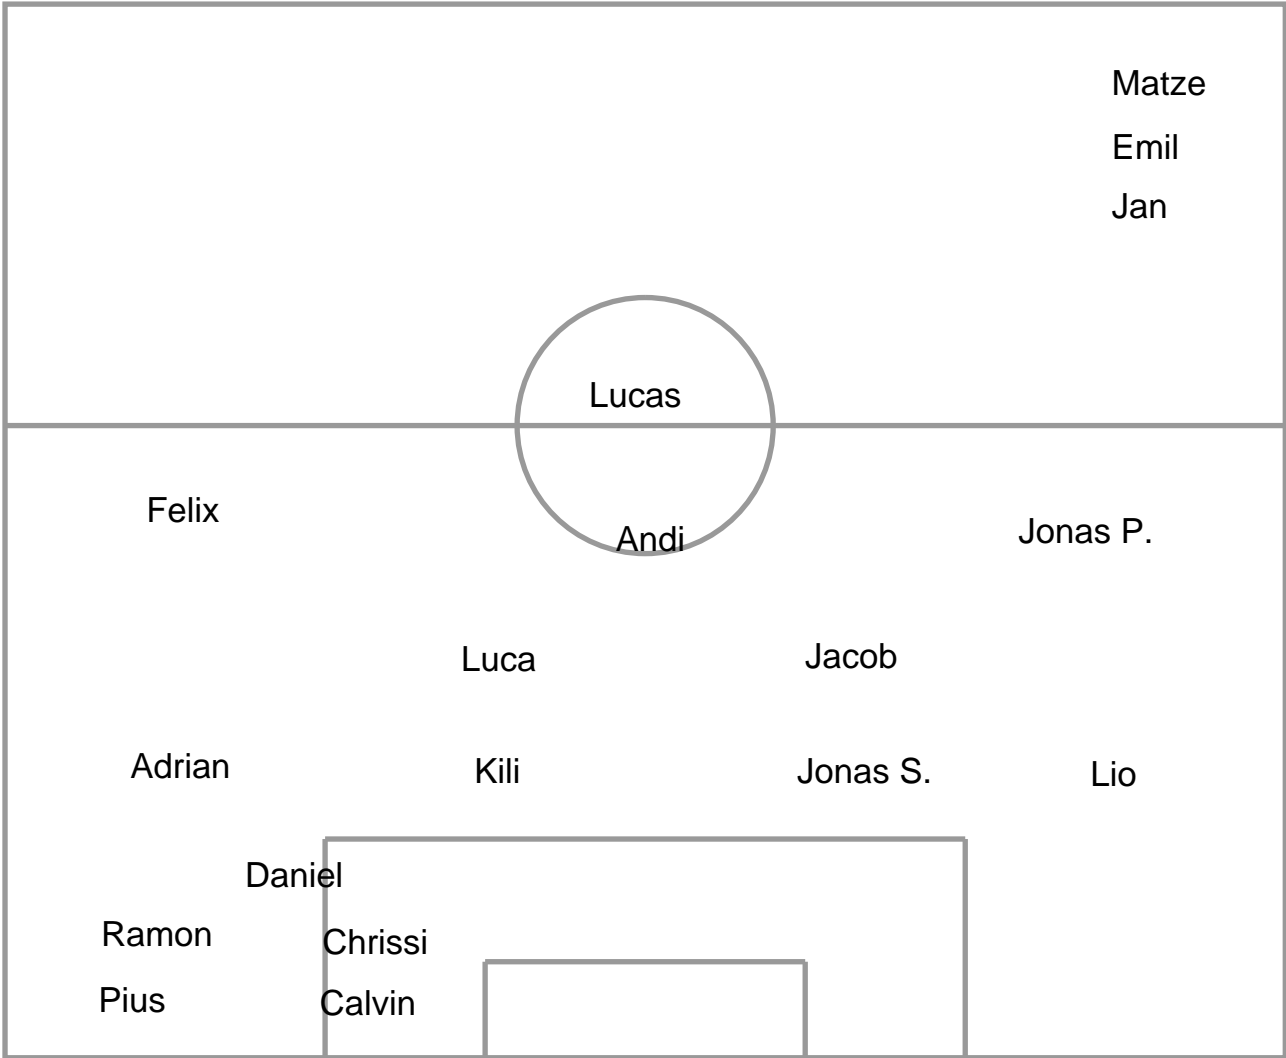 Matze
Emil
Jan
Lucas
Felix
Andi
Jonas P.
Luca
Jacob
Adrian
Kili
Jonas S.
Lio
Daniel
Ramon
Chrissi
Pius
Calvin